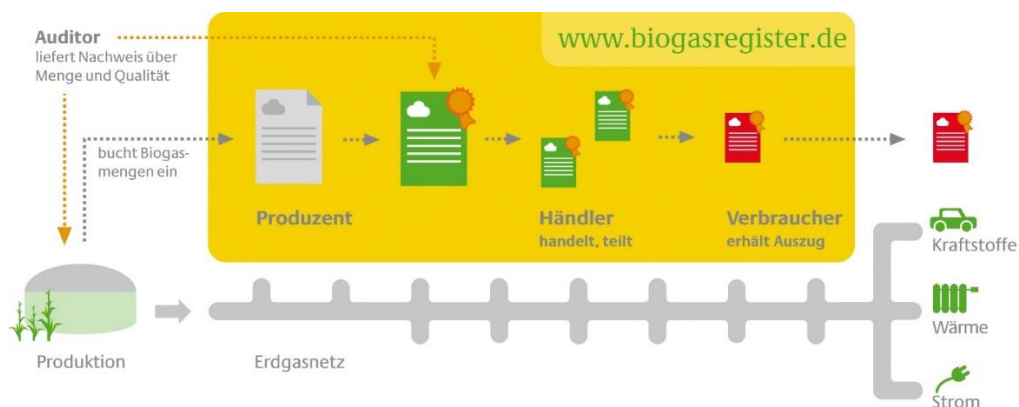 www.biogasregister.de
Auditor
liefert Nachweis über
Menge und Qualität
bucht Biogas-
mengen ein
Produzent
Händler
handelt, teilt
Verbraucher
erhält Auszug
Kraftstoffe
Wärme
Strom
Produktion
Erdgasnetz